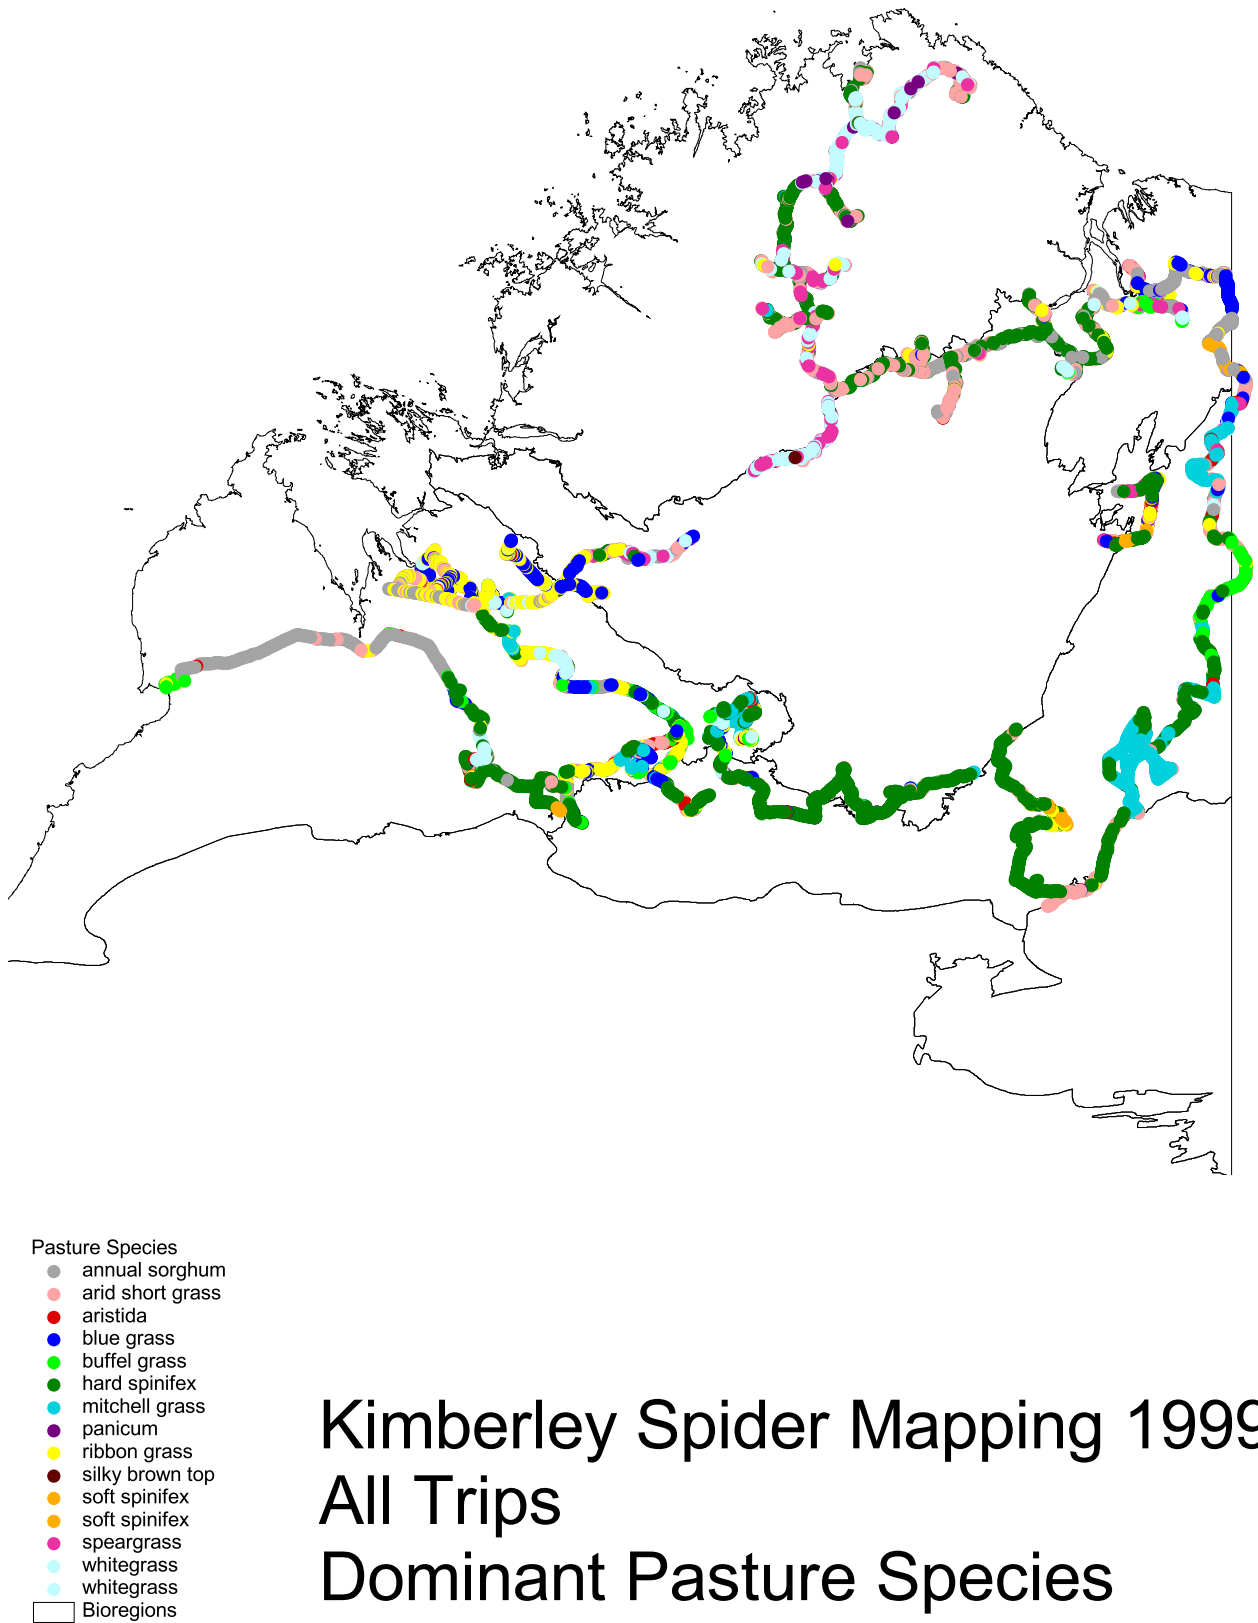 Pasture Species
annual sorghum
arid short grass
aristida
blue grass
buffel grass
hard spinifex
mitchell grass
panicum
ribbon grass
silky brown top
soft spinifex
soft spinifex
speargrass
whitegrass
whitegrass
Bioregions
Kimberley Spider Mapping 1999
All Trips
Dominant Pasture Species